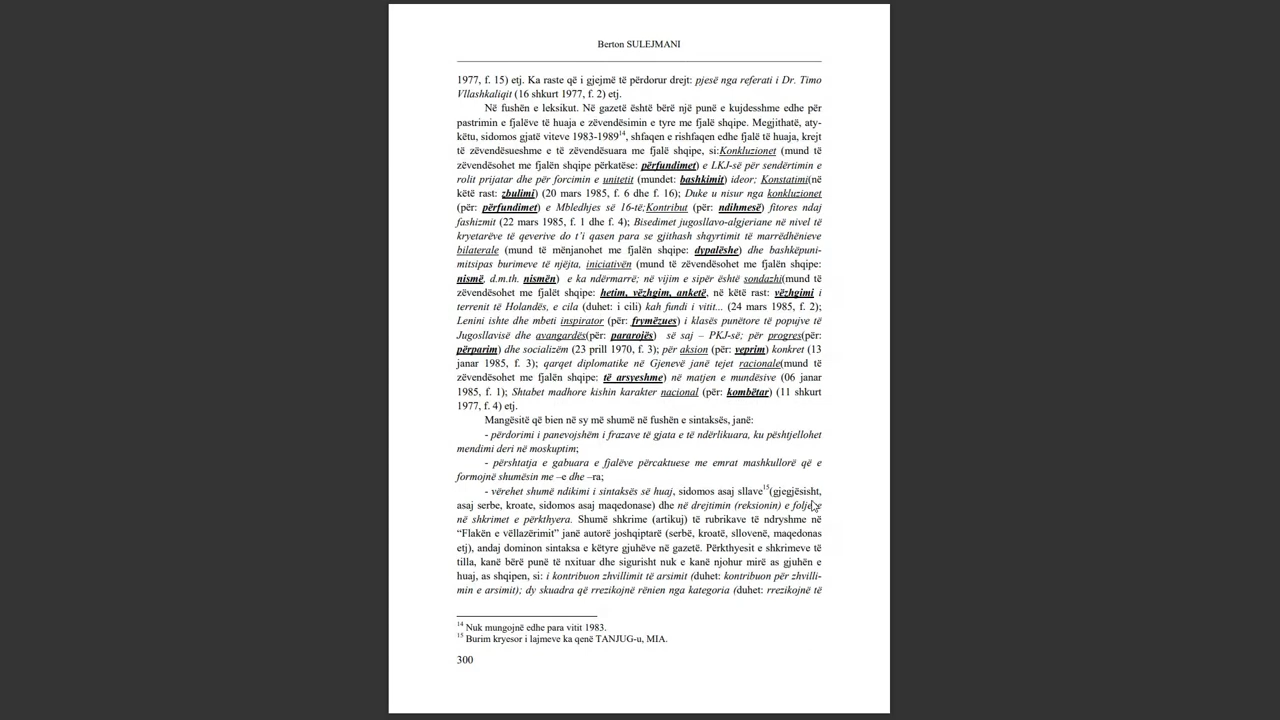 Berton SULEJMANI
1977, f. 15) etj. Ka raste që i gjejmë të përdorur drejt: pjesë nga referati i Dr. Timo
Vllashkaliqit (16 shkurt 1977, f. 2) etj.
Në fushën e leksikut. Në gazetë është bërë një punë e kujdesshme edhe për
pastrimin e fjalëve të huaja e zëvendësimin e tyre me fjalë shqipe. Megjithatë, aty-
këtu, sidomos gjatë viteve 1983-1989¹⁴, shfaqen e rishfaqen edhe fjalë të huaja, krejt
të zëvendësueshme e të zëvendësuara me fjalë shqipe, si:Konkluzionet (mund të
zëvendësohet me fjalën shqipe përkatëse: përfundimet) e LKJ-së për sendërtimin e
rolit prijatar dhe për forcimin e unitetit (mundet: bashkimit) ideor; Konstatimi(në
këtë rast: zbulimi) (20 mars 1985, f. 6 dhe f. 16); Duke u nisur nga konkluzionet
(për: përfundimet) e Mbledhjes së 16-të;Kontribut (për: ndihmesë) fitores ndaj
fashizmit (22 mars 1985, f. 1 dhe f. 4); Bisedimet jugosllavo-algjeriane në nivel të
kryetarëve të qeverive do t’i qasen para se gjithash shqyrtimit të marrëdhënieve
bilaterale (mund të mënjanohet me fjalën shqipe: dypalëshe) dhe bashkëpuni-
mitsipas burimeve të njëjta, iniciativën (mund të zëvendësohet me fjalën shqipe:
nismë, d.m.th. nismën) e ka ndërmarrë; në vijim e sipër është sondazhi(mund të
zëvendësohet me fjalët shqipe: hetim, vëzhgim, anketë, në këtë rast: vëzhgimi i
terrenit të Holandës, e cila (duhet: i cili) kah fundi i vitit... (24 mars 1985, f. 2);
Lenini ishte dhe mbeti inspirator (për: frymëzues) i klasës punëtore të popujve të
Jugosllavisë dhe avangardës(për: pararojës) së saj – PKJ-së; për progres(për:
përparim) dhe socializëm (23 prill 1970, f. 3); për aksion (për: veprim) konkret (13
janar 1985, f. 3); qarqet diplomatike në Gjenevë janë tejet racionale(mund të
zëvendësohet me fjalën shqipe: të arsyeshme) në matjen e mundësive (06 janar
1985, f. 1); Shtabet madhore kishin karakter nacional (për: kombëtar) (11 shkurt
1977, f. 4) etj.
Mangësitë që bien në sy më shumë në fushën e sintaksës, janë:
- përdorimi i panevojshëm i frazave të gjata e të ndërlikuara, ku pështjellohet
mendimi deri në moskuptim;
- përshtatja e gabuara e fjalëve përcaktuese me emrat mashkullorë që e
formojnë shumësin me –e dhe –ra;
- vërehet shumë ndikimi i sintaksës së huaj, sidomos asaj sllave¹⁵(gjegjësisht,
asaj serbe, kroate, sidomos asaj maqedonase) dhe në drejtimin (reksionin) e foljeve
në shkrimet e përkthyera. Shumë shkrime (artikuj) të rubrikave të ndryshme në
“Flakën e vëllazërimit” janë autorë joshqiptarë (serbë, kroatë, sllovenë, maqedonas
etj), andaj dominon sintaksa e këtyre gjuhëve në gazetë. Përkthyesit e shkrimeve të
tilla, kanë bërë punë të nxituar dhe sigurisht nuk e kanë njohur mirë as gjuhën e
huaj, as shqipen, si: i kontribuon zhvillimit të arsimit (duhet: kontribuon për zhvilli-
min e arsimit); dy skuadra që rrezikojnë rënien nga kategoria (duhet: rrezikojnë të
¹⁴ Nuk mungojnë edhe para vitit 1983.
¹⁵ Burim kryesor i lajmeve ka qenë TANJUG-u, MIA.
300